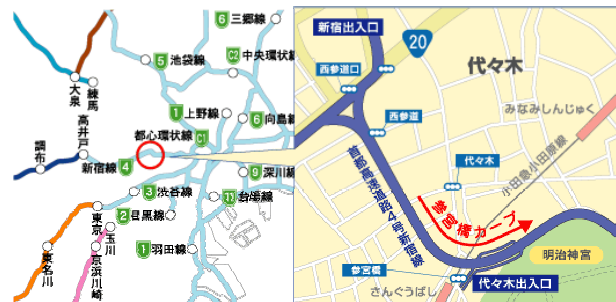 6
三郷線
5
池袋線
C2
中央環状線
大泉
練馬
1
上野線
6
向島線
都心環状線
C1
高井戸
調布
新宿線
4
9
深川線
3
渋谷線
11
台場線
2
目黒線
東京
玉川
1
羽田線
東名川崎
京浜川崎
新宿出入口
20
代々木
西参道口
みなみしんじゅく
西参道
代々木
小田急小田原線
首都高速道路4号新宿線
参宮橋カーブ
参宮橋
明治神宮
さんぐうばし
代々木出入口